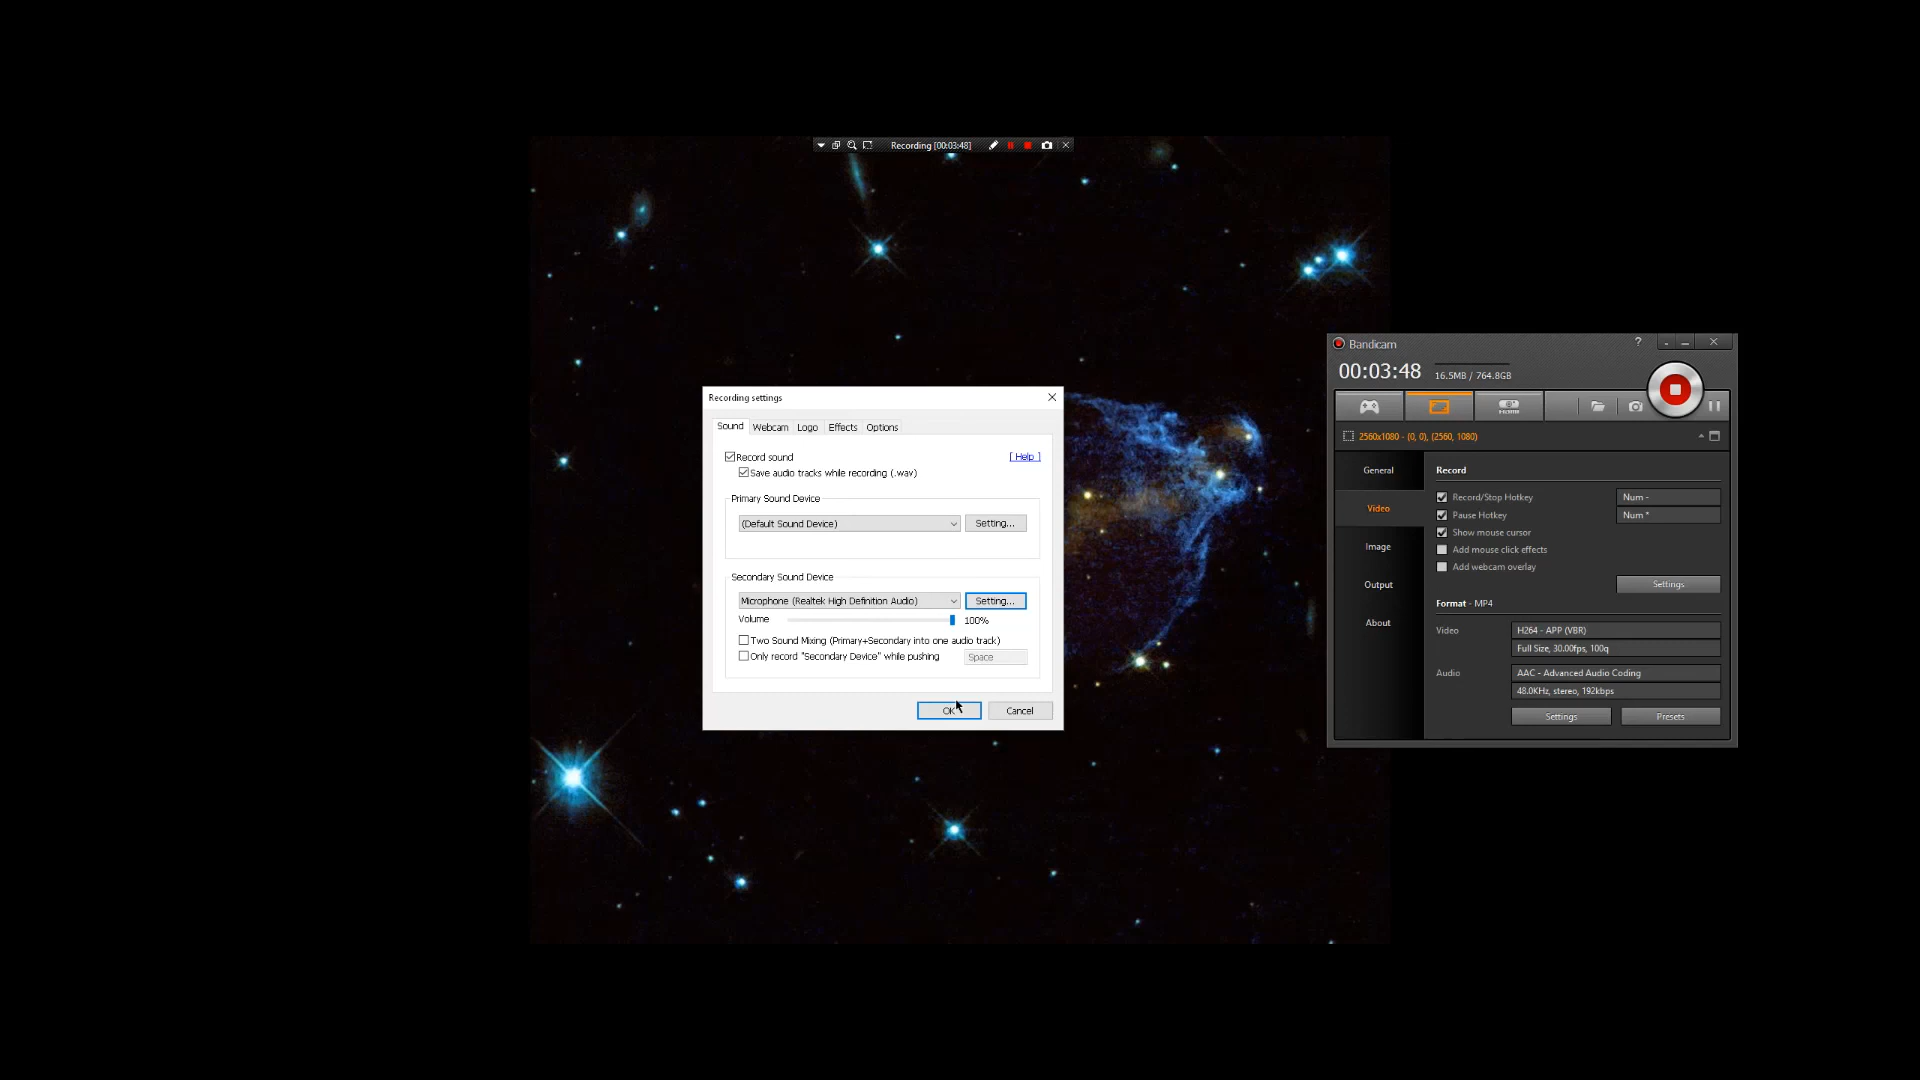 Recording [00:03:48]
Recording settings
Sound Webcam Logo Effects Options
Record sound [ Help ]
Save audio tracks while recording (.wav)
Primary Sound Device
(Default Sound Device) Setting...
Secondary Sound Device
Microphone (Realtek High Definition Audio) Setting...
Volume 100%
Two Sound Mixing (Primary+Secondary into one audio track)
Only record "Secondary Device" while pushing Space
OK Cancel
Bandicam ?
00:03:48 16.5MB / 764.8GB
HDMI
2560x1080 - (0, 0), (2560, 1080)
General
Video
Image
Output
About
Record
Record/Stop Hotkey Num -
Pause Hotkey Num *
Show mouse cursor
Add mouse click effects
Add webcam overlay
Settings
Format - MP4
Video H264 - APP (VBR)
Full Size, 30.00fps, 100q
Audio AAC - Advanced Audio Coding
48.0KHz, stereo, 192kbps
Settings Presets